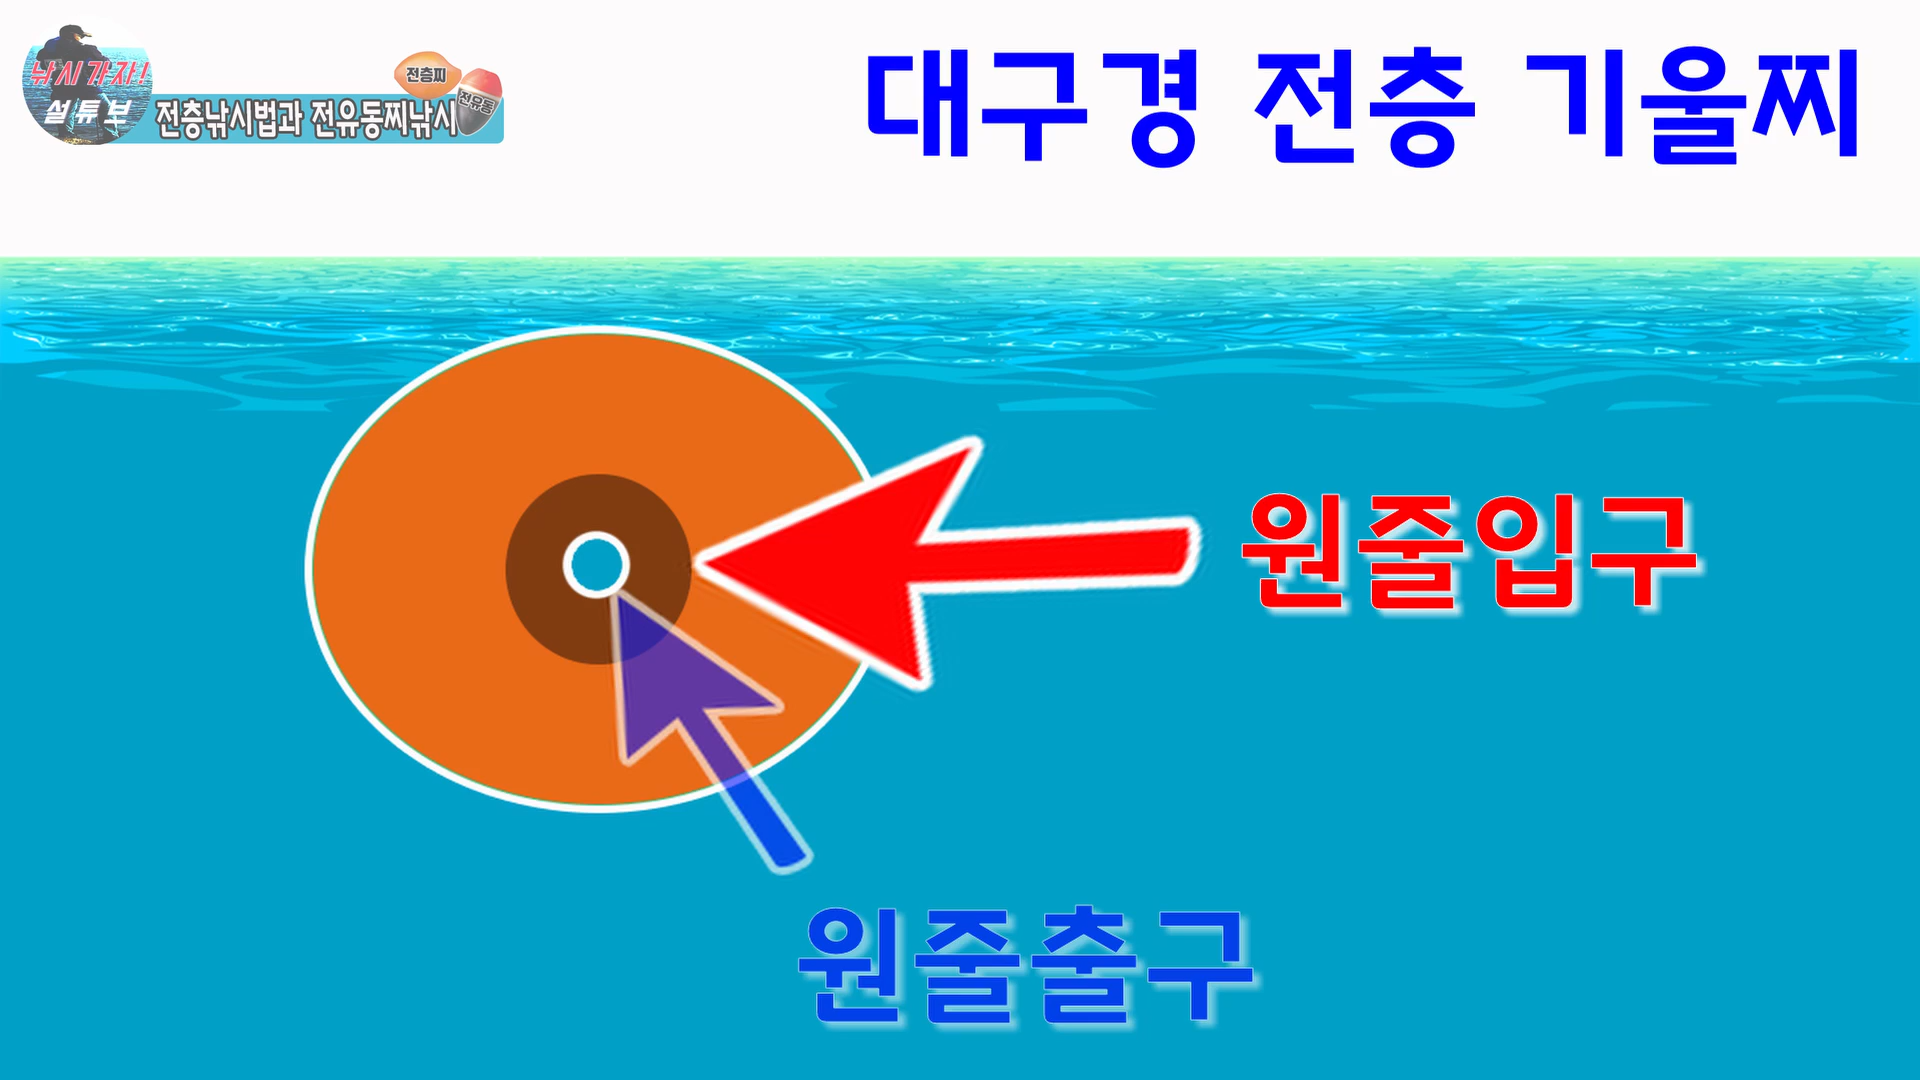 낚시가자!
설튜브
전층찌
전유동
전층낚시법과 전유동찌낚시
대구경 전층 기울찌
원줄입구
원줄출구